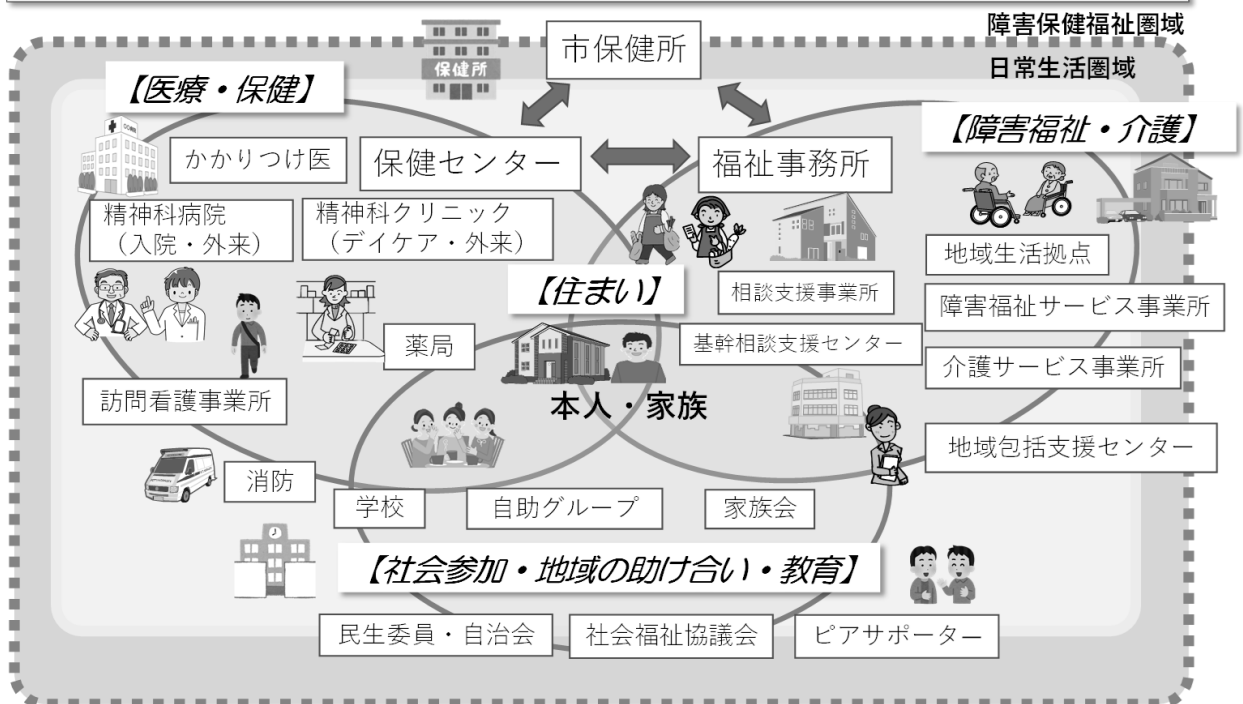 障害保健福祉圏域
市保健所
保健所
日常生活圏域
【医療・保健】
【障害福祉・介護】
かかりつけ医
保健センター
福祉事務所
精神科病院
(入院・外来)
精神科クリニック
(デイケア・外来)
地域生活拠点
【住まい】
相談支援事業所
障害福祉サービス事業所
薬局
基幹相談支援センター
介護サービス事業所
訪問看護事業所
本人・家族
地域包括支援センター
消防
学校
自助グループ
家族会
【社会参加・地域の助け合い・教育】
民生委員・自治会
社会福祉協議会
ピアサポーター